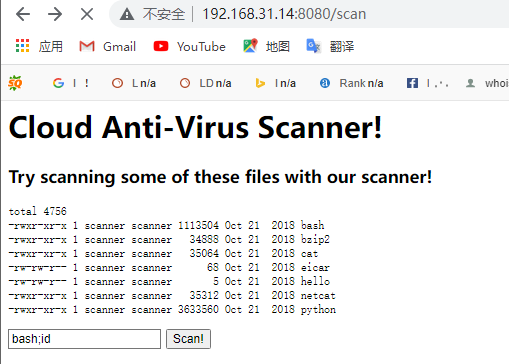 不安全 | 192.168.31.14:8080/scan
应用 Gmail YouTube 地图 翻译
SQ G I ! L n/a LD n/a I n/a Rank n/a whois
Cloud Anti-Virus Scanner!
Try scanning some of these files with our scanner!
total 4756
-rwxr-xr-x 1 scanner scanner 1113504 Oct 21 2018 bash
-rwxr-xr-x 1 scanner scanner 34888 Oct 21 2018 bzip2
-rwxr-xr-x 1 scanner scanner 35064 Oct 21 2018 cat
-rw-rw-r-- 1 scanner scanner 68 Oct 21 2018 eicar
-rw-rw-r-- 1 scanner scanner 5 Oct 21 2018 hello
-rwxr-xr-x 1 scanner scanner 35312 Oct 21 2018 netcat
-rwxr-xr-x 1 scanner scanner 3633560 Oct 21 2018 python
bash;id Scan!